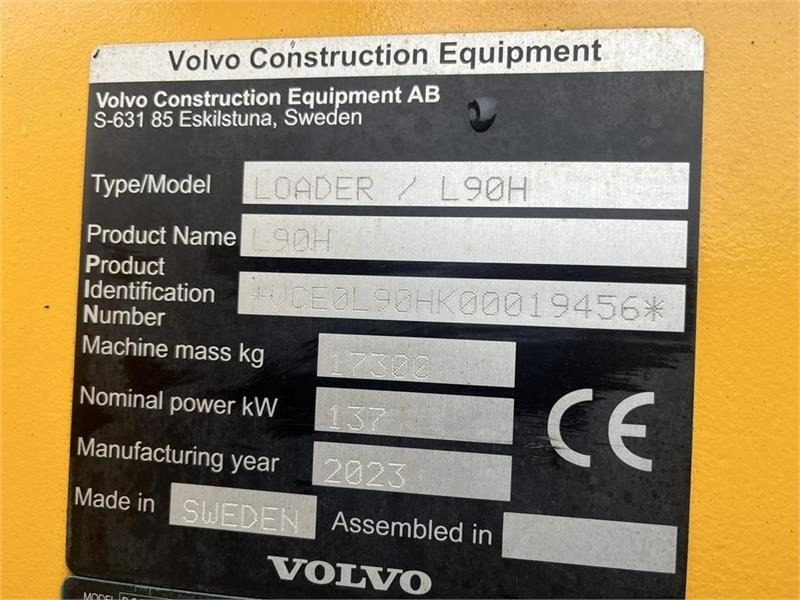 Volvo Construction Equipment
Volvo Construction Equipment AB
S-631 85 Eskilstuna, Sweden
Type/Model LOADER / L90H
Product Name L90H
Product
Identification *VCE0L90HK00019456*
Number
Machine mass kg 17300
Nominal power kW 137
Manufacturing year 2023
Made in SWEDEN Assembled in
CE
VOLVO
MODEL